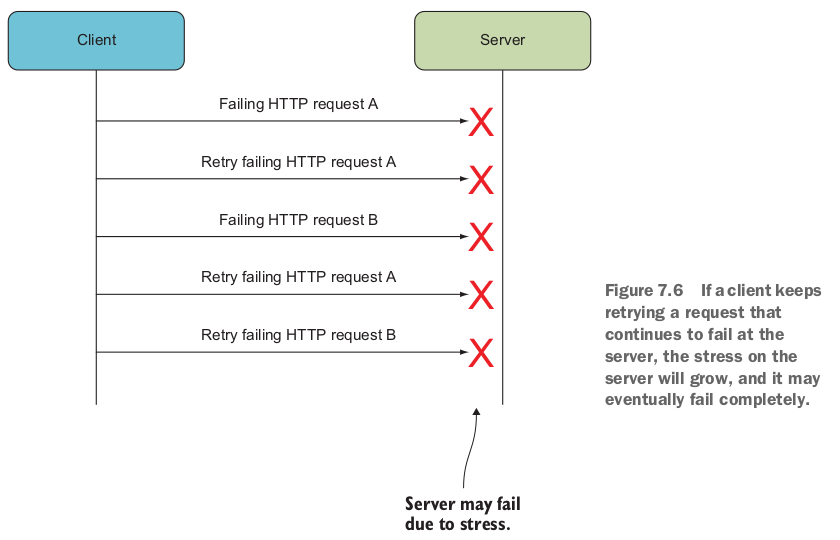 Client
Server
Failing HTTP request A
Retry failing HTTP request A
Failing HTTP request B
Retry failing HTTP request A
Retry failing HTTP request B
Figure 7.6 If a client keeps
retrying a request that
continues to fail at the
server, the stress on the
server will grow, and it may
eventually fail completely.
Server may fail
due to stress.